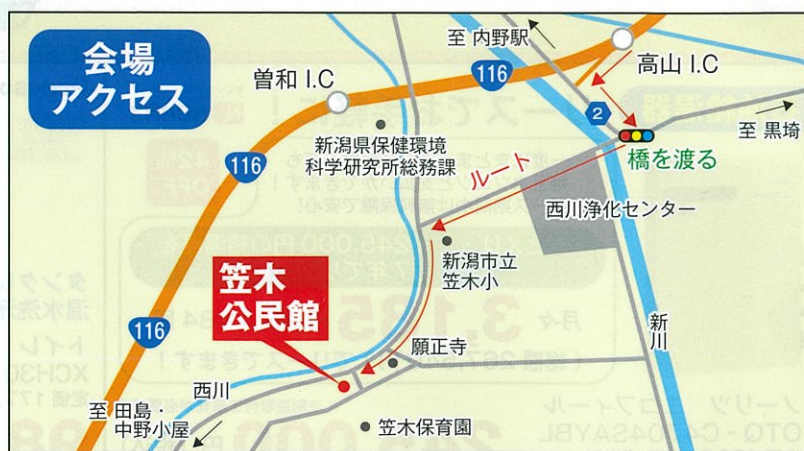 会場
アクセス
至 内野駅
高山 I.C
曽和 I.C
116
2
至 黒埼
新潟県保健環境
科学研究所総務課
橋を渡る
116
ルート
西川浄化センター
新潟市立
笠木小
笠木
公民館
116
願正寺
新川
西川
至 田島・
中野小屋
笠木保育園